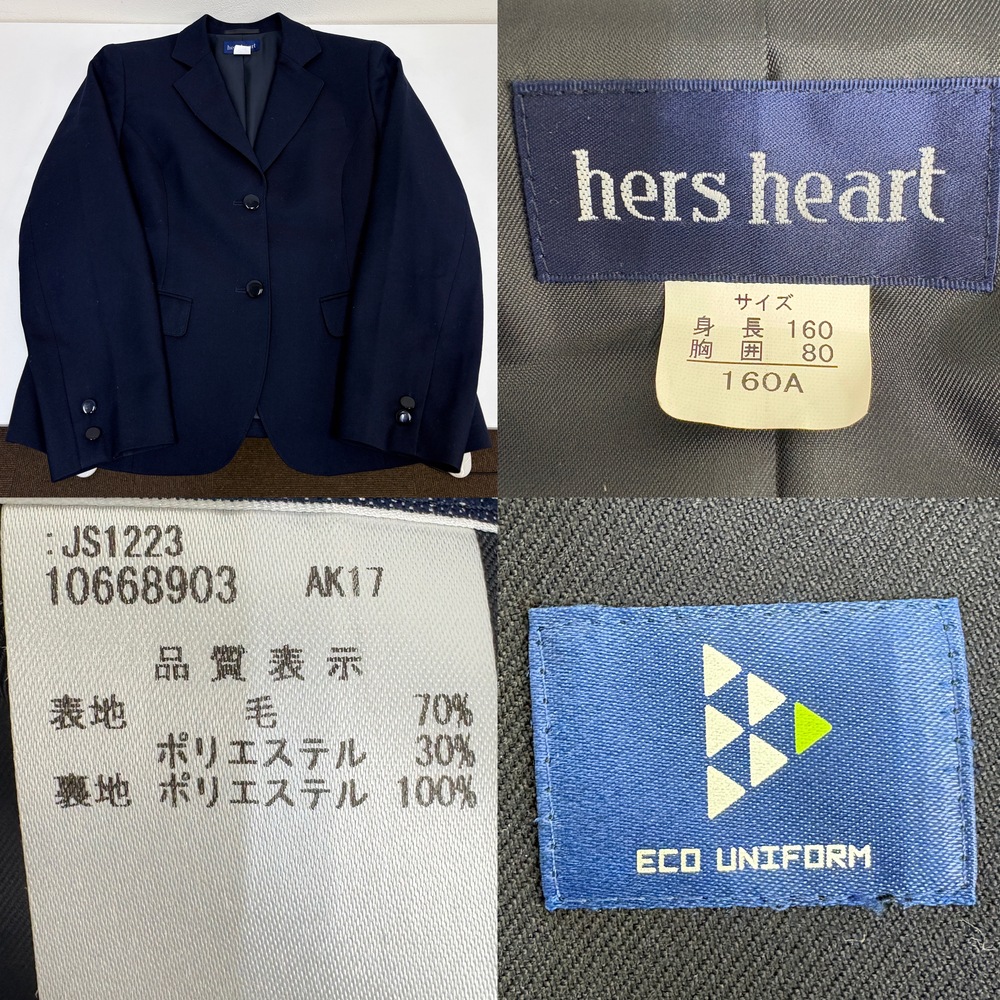 hers heart
hers heart
サイズ
身 長 160
胸 囲 80
160A
:JS1223
10668903 AK17
品質表示
表地 毛 70%
ポリエステル 30%
裏地 ポリエステル 100%
ECO UNIFORM